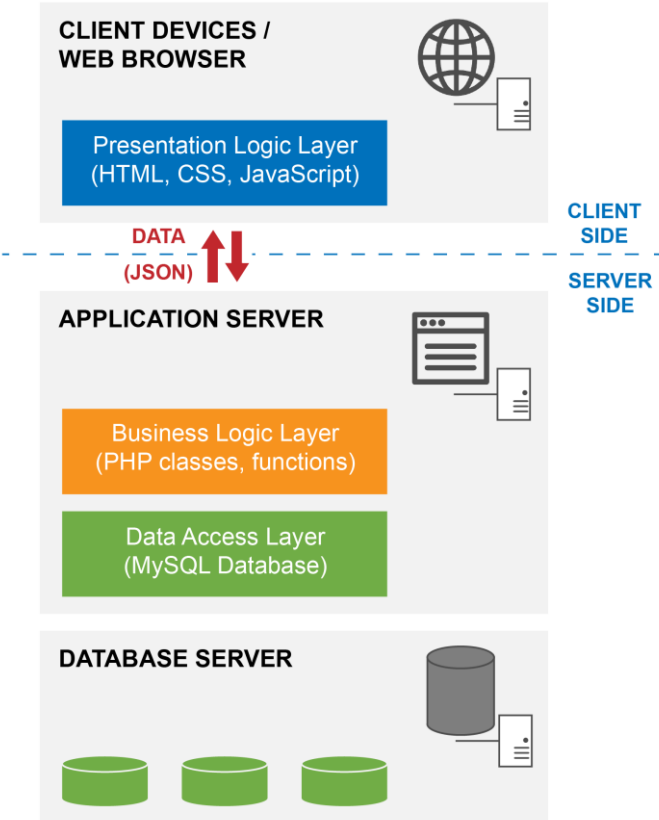 CLIENT DEVICES /
WEB BROWSER
Presentation Logic Layer
(HTML, CSS, JavaScript)
CLIENT
SIDE
DATA
(JSON)
SERVER
SIDE
APPLICATION SERVER
Business Logic Layer
(PHP classes, functions)
Data Access Layer
(MySQL Database)
DATABASE SERVER